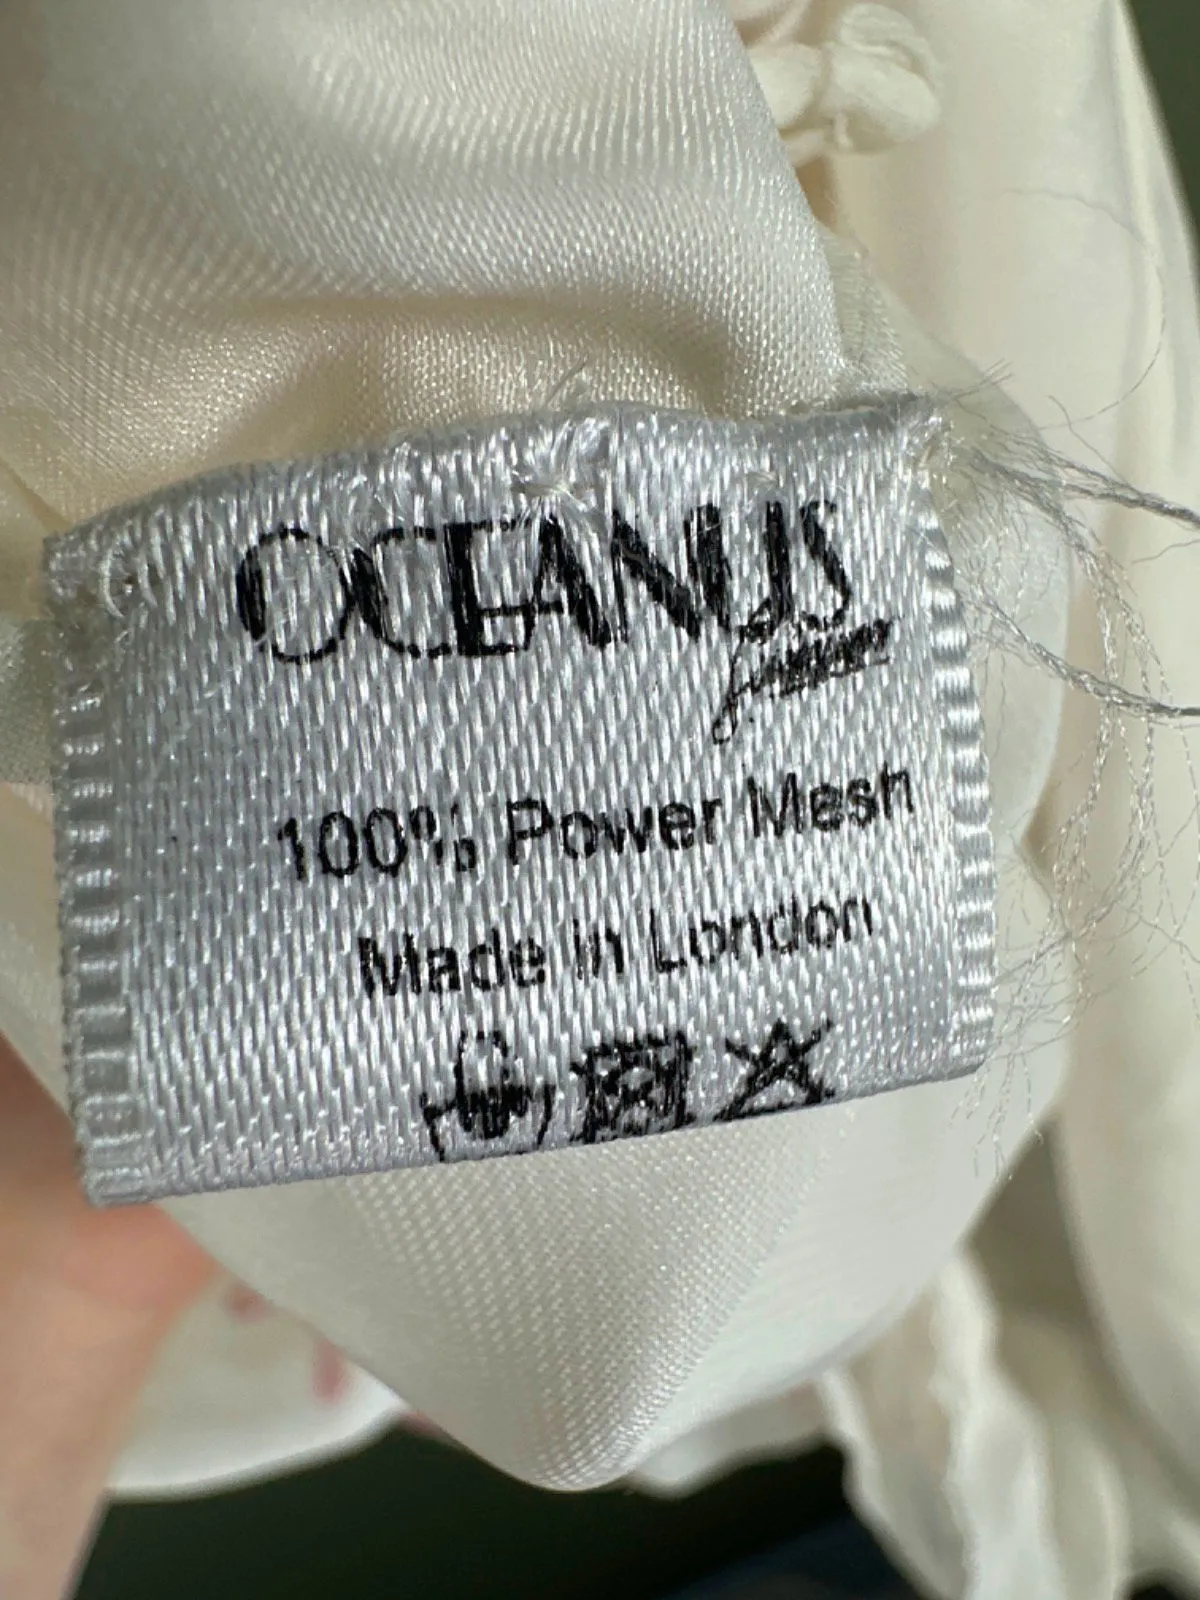 OCEANUS
100% Power Mesh
Made in London